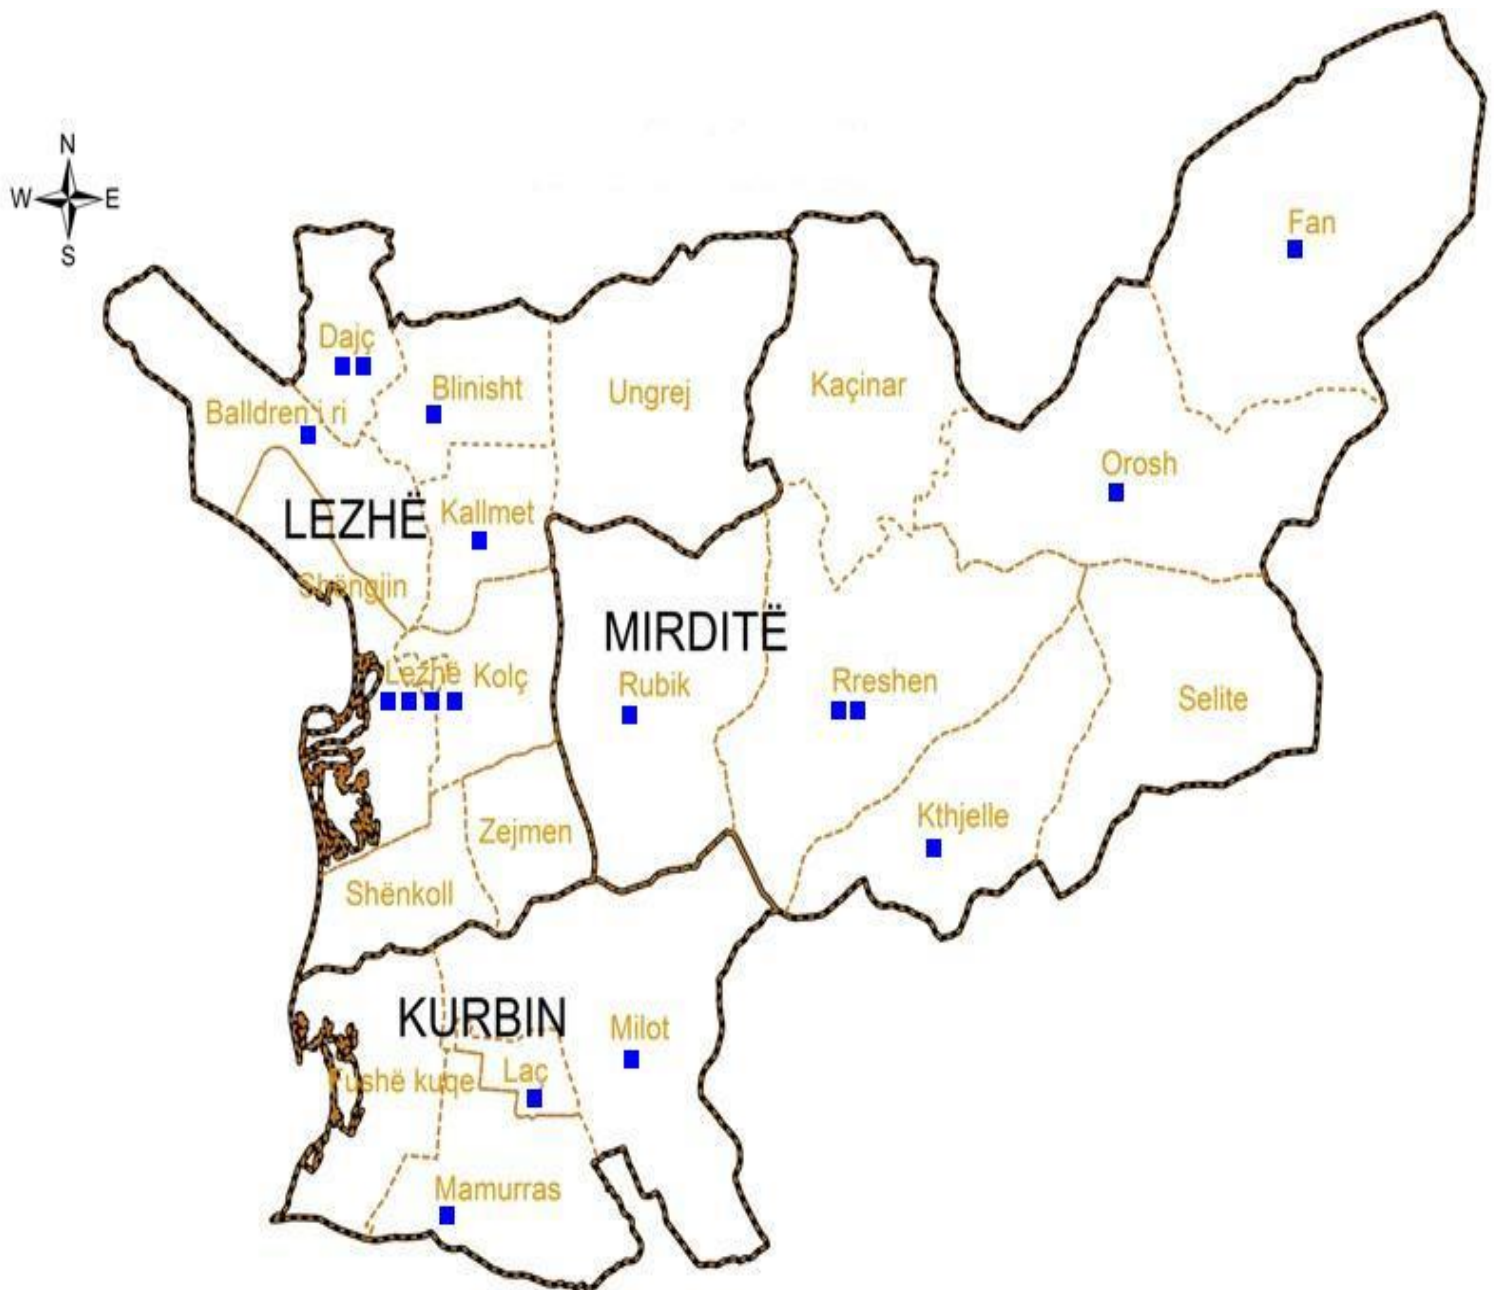 N
W E
S
Fan
Dajç
Blinisht
Ungrej
Kaçinar
Balldren i ri
Orosh
LEZHË
Kallmet
Shëngjin
MIRDITË
Lezhë
Kolç
Rubik
Rreshen
Selite
Kthjelle
Zejmen
Shënkoll
KURBIN
Milot
Laç
ushë kuqe
Mamurras